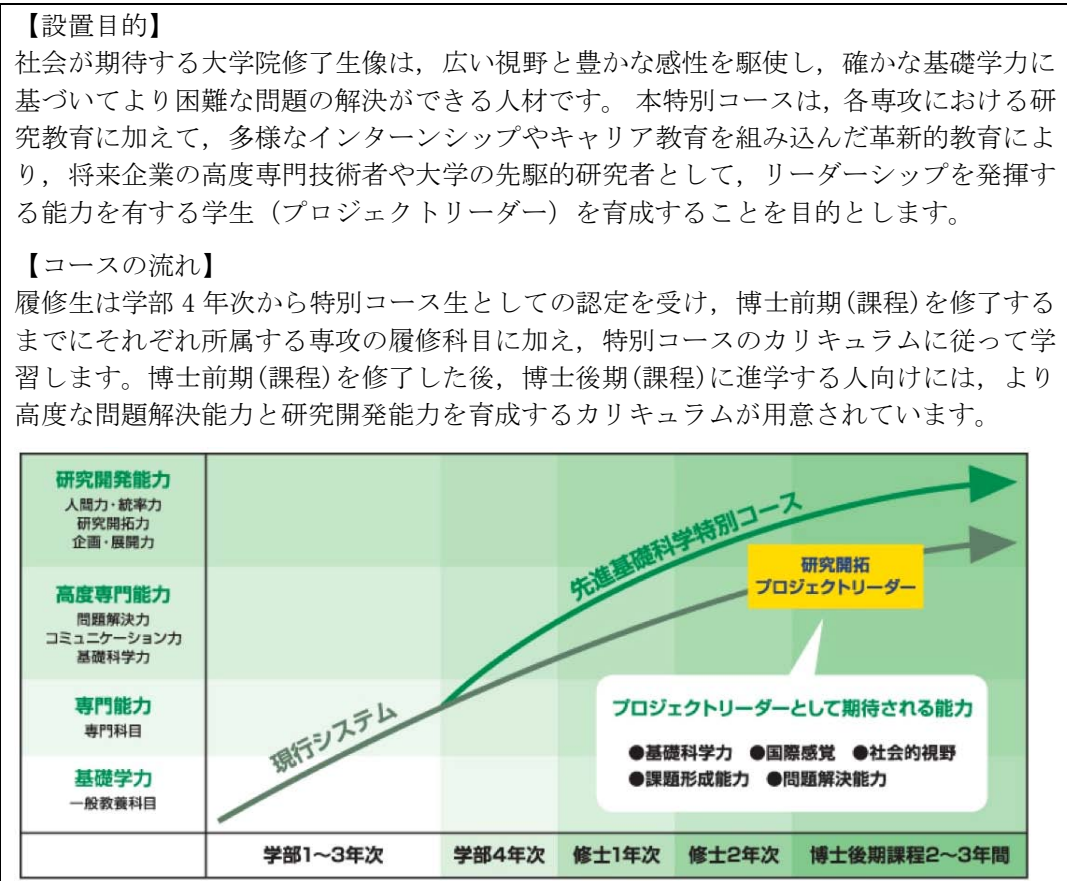 【設置目的】
社会が期待する大学院修了生像は，広い視野と豊かな感性を駆使し，確かな基礎学力に
基づいてより困難な問題の解決ができる人材です。 本特別コースは，各専攻における研
究教育に加えて，多様なインターンシップやキャリア教育を組み込んだ革新的教育によ
り，将来企業の高度専門技術者や大学の先駆的研究者として，リーダーシップを発揮す
る能力を有する学生（プロジェクトリーダー）を育成することを目的とします。
【コースの流れ】
履修生は学部 4 年次から特別コース生としての認定を受け，博士前期(課程)を修了する
までにそれぞれ所属する専攻の履修科目に加え，特別コースのカリキュラムに従って学
習します。博士前期(課程)を修了した後，博士後期(課程)に進学する人向けには，より
高度な問題解決能力と研究開発能力を育成するカリキュラムが用意されています。
研究開発能力
人間力・統率力
研究開拓力
企画・展開力
高度専門能力
問題解決力
コミュニケーション力
基礎科学力
専門能力
専門科目
基礎学力
一般教養科目
現行システム
先進基礎科学特別コース
研究開拓
プロジェクトリーダー
プロジェクトリーダーとして期待される能力
●基礎科学力 ●国際感覚 ●社会的視野
●課題形成能力 ●問題解決能力
学部1〜3年次 学部4年次 修士1年次 修士2年次 博士後期課程2〜3年間